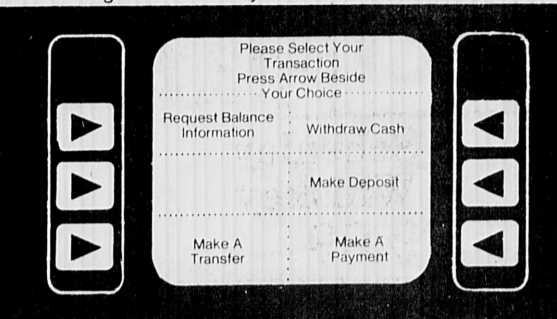 Please Select Your
Transaction
Press Arrow Beside
Your Choice
Request Balance
Information
Withdraw Cash
Make Deposit
Make A
Transfer
Make A
Payment